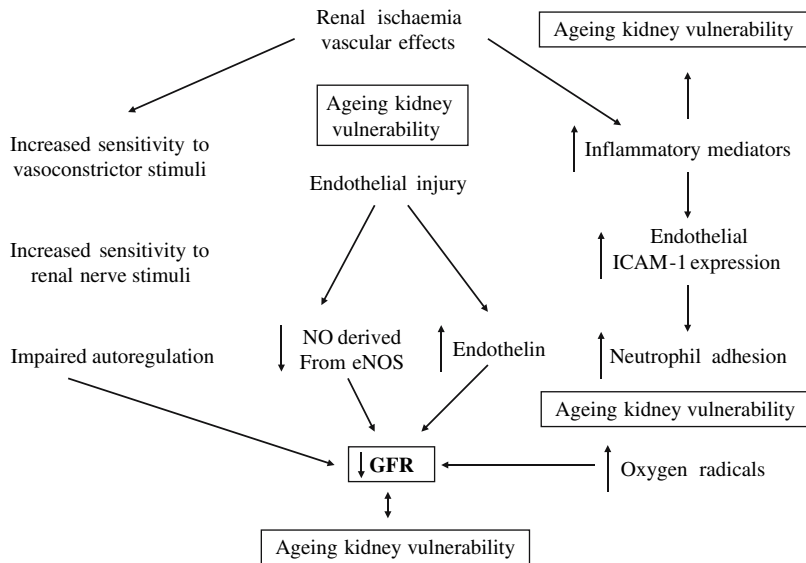 Renal ischaemia
vascular effects
Ageing kidney vulnerability
Ageing kidney
vulnerability
Increased sensitivity to
vasoconstrictor stimuli
Inflammatory mediators
Endothelial injury
Increased sensitivity to
renal nerve stimuli
Endothelial
ICAM-1 expression
Impaired autoregulation
NO derived
From eNOS
Endothelin
Neutrophil adhesion
Ageing kidney vulnerability
GFR
Oxygen radicals
Ageing kidney vulnerability